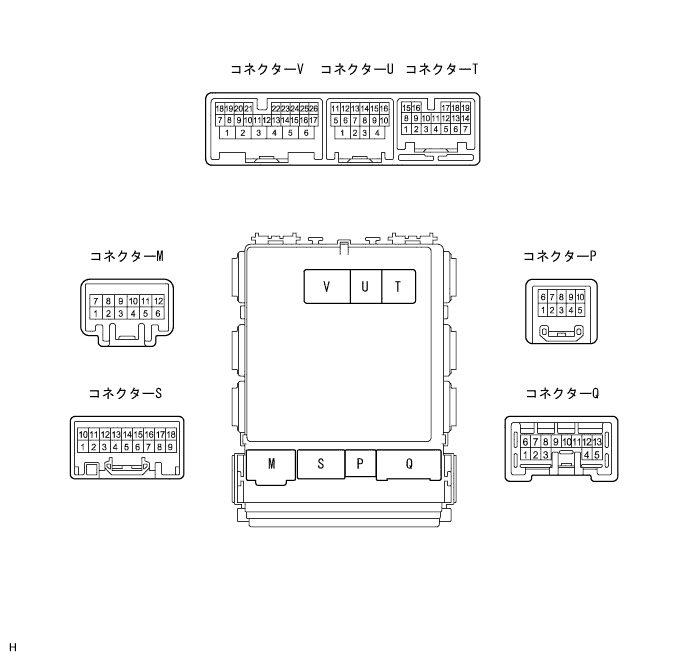 コネクターV コネクターU コネクターT
18 19 20 21 22 23 24 25 26 11 12 13 14 15 16 15 16 17 18 19
7 8 9 10 11 12 13 14 15 16 17 5 6 7 8 9 10 8 9 10 11 12 13 14
1 2 3 4 5 6 1 2 3 4 1 2 3 4 5 6 7
コネクターM コネクターP
V U T
7 8 9 10 11 12 6 7 8 9 10
1 2 3 4 5 6 1 2 3 4 5
コネクターS コネクターQ
10 11 12 13 14 15 16 17 18 6 7 8 9 10 11 12 13
1 2 3 4 5 6 7 8 9 1 2 3 4 5
M S P Q
H